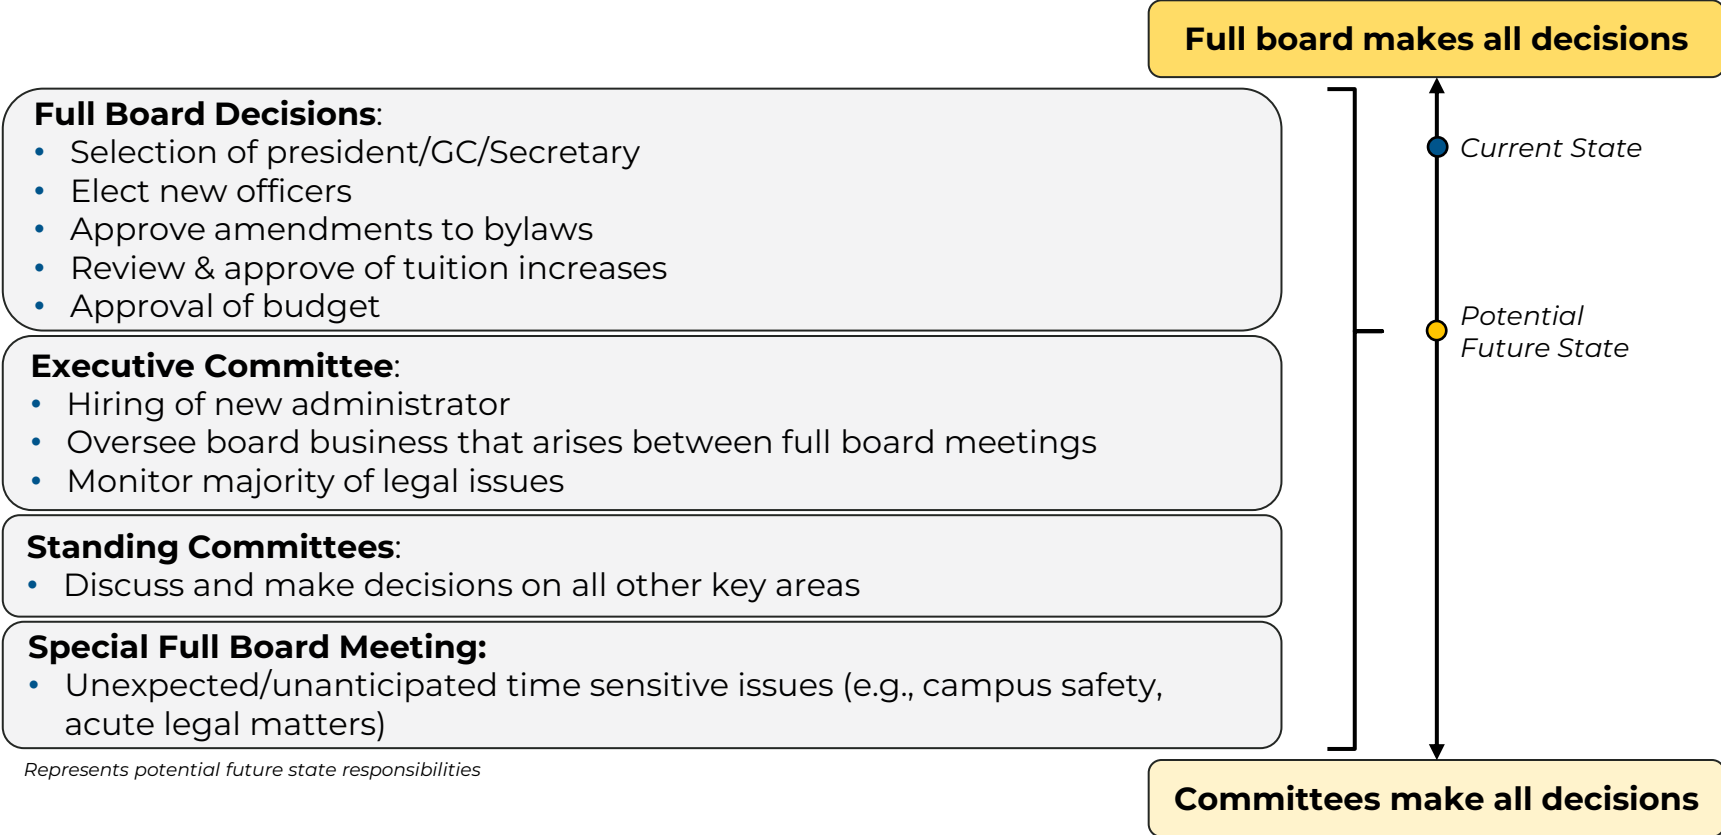 Full board makes all decisions
Full Board Decisions:
• Selection of president/GC/Secretary
• Elect new officers
• Approve amendments to bylaws
• Review & approve of tuition increases
• Approval of budget
Executive Committee:
• Hiring of new administrator
• Oversee board business that arises between full board meetings
• Monitor majority of legal issues
Standing Committees:
• Discuss and make decisions on all other key areas
Special Full Board Meeting:
• Unexpected/unanticipated time sensitive issues (e.g., campus safety,
acute legal matters)
Represents potential future state responsibilities
Current State
Potential
Future State
Committees make all decisions